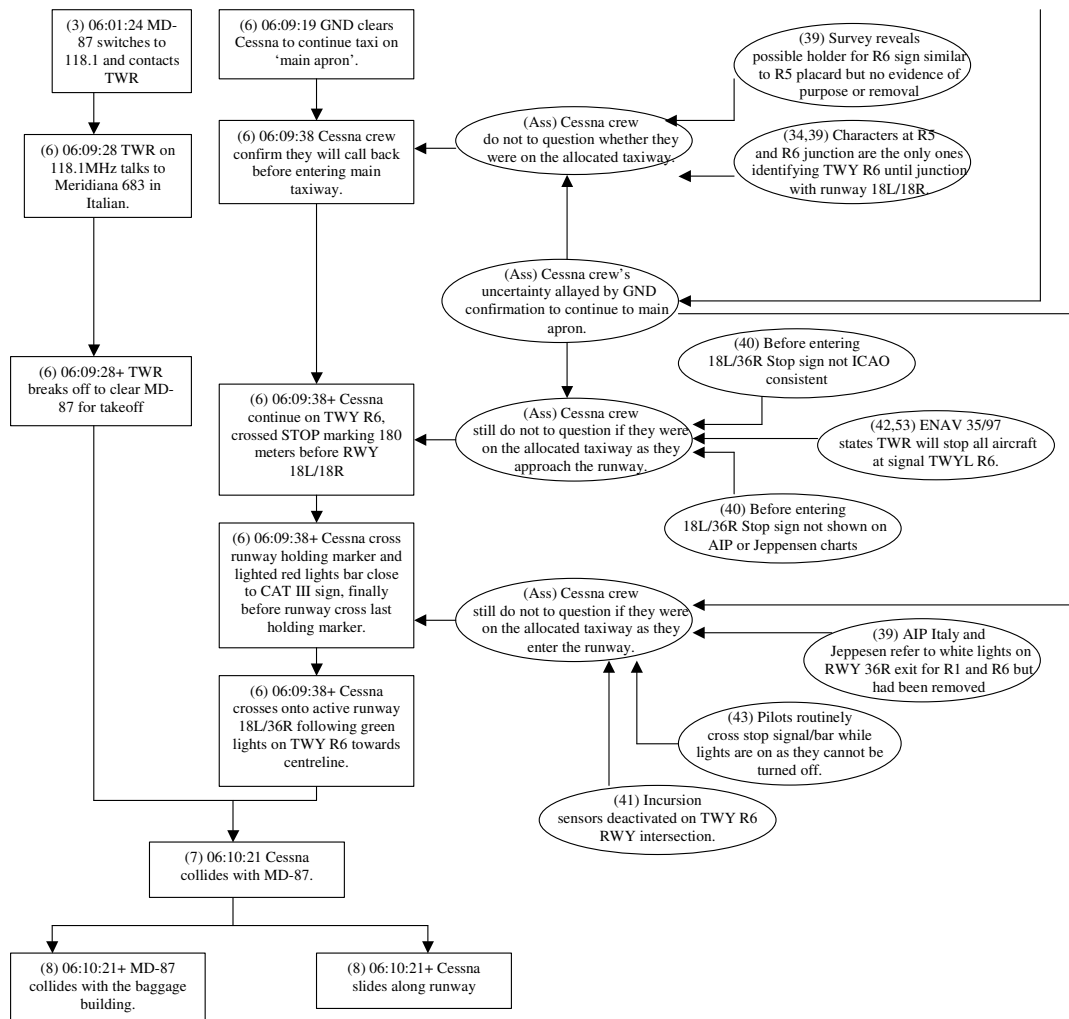 (3) 06:01:24 MD-
87 switches to
118.1 and contacts
TWR
(6) 06:09:19 GND clears
Cessna to continue taxi on
‘main apron’.
(39) Survey reveals
possible holder for R6 sign similar
to R5 placard but no evidence of
purpose or removal
(6) 06:09:28 TWR on
118.1MHz talks to
Meridiana 683 in
Italian.
(6) 06:09:38 Cessna crew
confirm they will call back
before entering main
taxiway.
(Ass) Cessna crew
do not to question whether they
were on the allocated taxiway.
(34,39) Characters at R5
and R6 junction are the only ones
identifying TWY R6 until junction
with runway 18L/18R.
(Ass) Cessna crew’s
uncertainty allayed by GND
confirmation to continue to main
apron.
(6) 06:09:28+ TWR
breaks off to clear MD-
87 for takeoff
(6) 06:09:38+ Cessna
continue on TWY R6,
crossed STOP marking 180
meters before RWY
18L/18R
(Ass) Cessna crew
still do not to question if they were
on the allocated taxiway as they
approach the runway.
(40) Before entering
18L/36R Stop sign not ICAO
consistent
(42,53) ENAV 35/97
states TWR will stop all aircraft
at signal TWYL R6.
(40) Before entering
18L/36R Stop sign not shown on
AIP or Jeppensen charts
(6) 06:09:38+ Cessna cross
runway holding marker and
lighted red lights bar close
to CAT III sign, finally
before runway cross last
holding marker.
(Ass) Cessna crew
still do not to question if they were
on the allocated taxiway as they
enter the runway.
(39) AIP Italy and
Jeppesen refer to white lights on
RWY 36R exit for R1 and R6 but
had been removed
(6) 06:09:38+ Cessna
crosses onto active runway
18L/36R following green
lights on TWY R6 towards
centreline.
(43) Pilots routinely
cross stop signal/bar while
lights are on as they cannot be
turned off.
(41) Incursion
sensors deactivated on TWY R6
RWY intersection.
(7) 06:10:21 Cessna
collides with MD-87.
(8) 06:10:21+ MD-87
collides with the baggage
building.
(8) 06:10:21+ Cessna
slides along runway